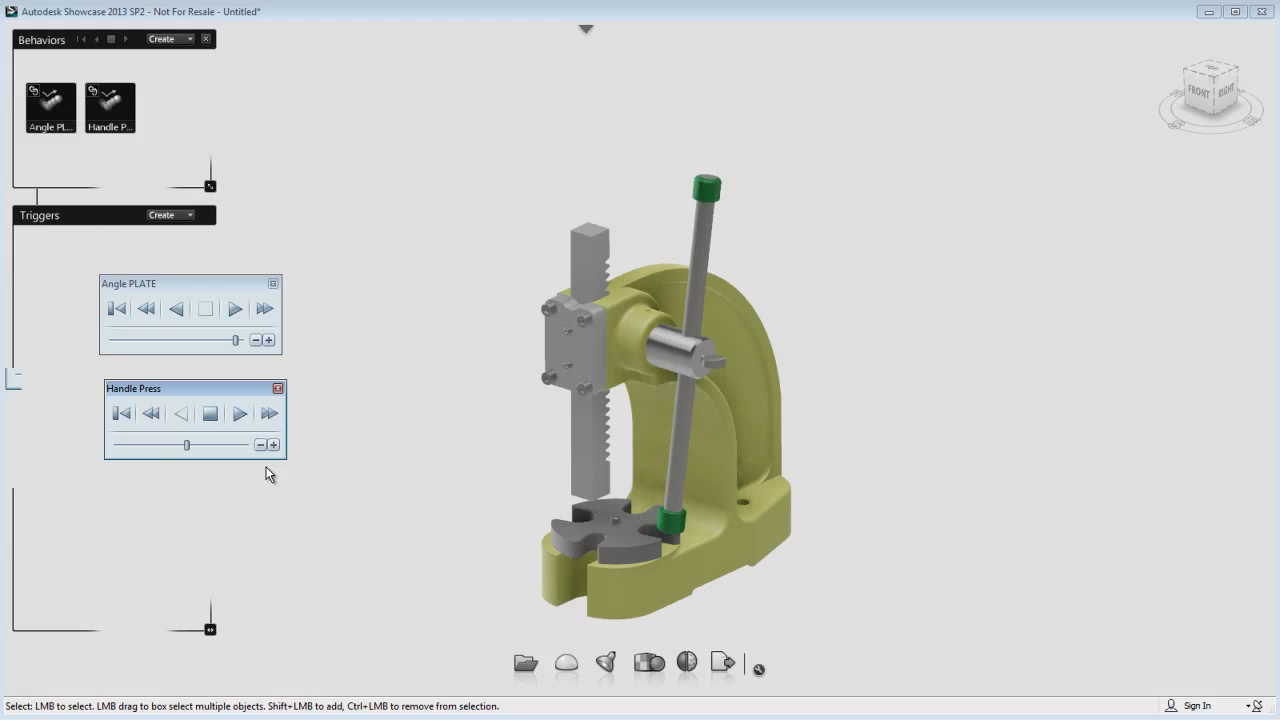 Autodesk Showcase 2013 SP2 - Not For Resale - Untitled*
Behaviors
Create
Angle PL...
Handle P...
Triggers
Create
Angle PLATE
Handle Press
FRONT
RIGHT
Select: LMB to select. LMB drag to box select multiple objects. Shift+LMB to add, Ctrl+LMB to remove from selection.
Sign In